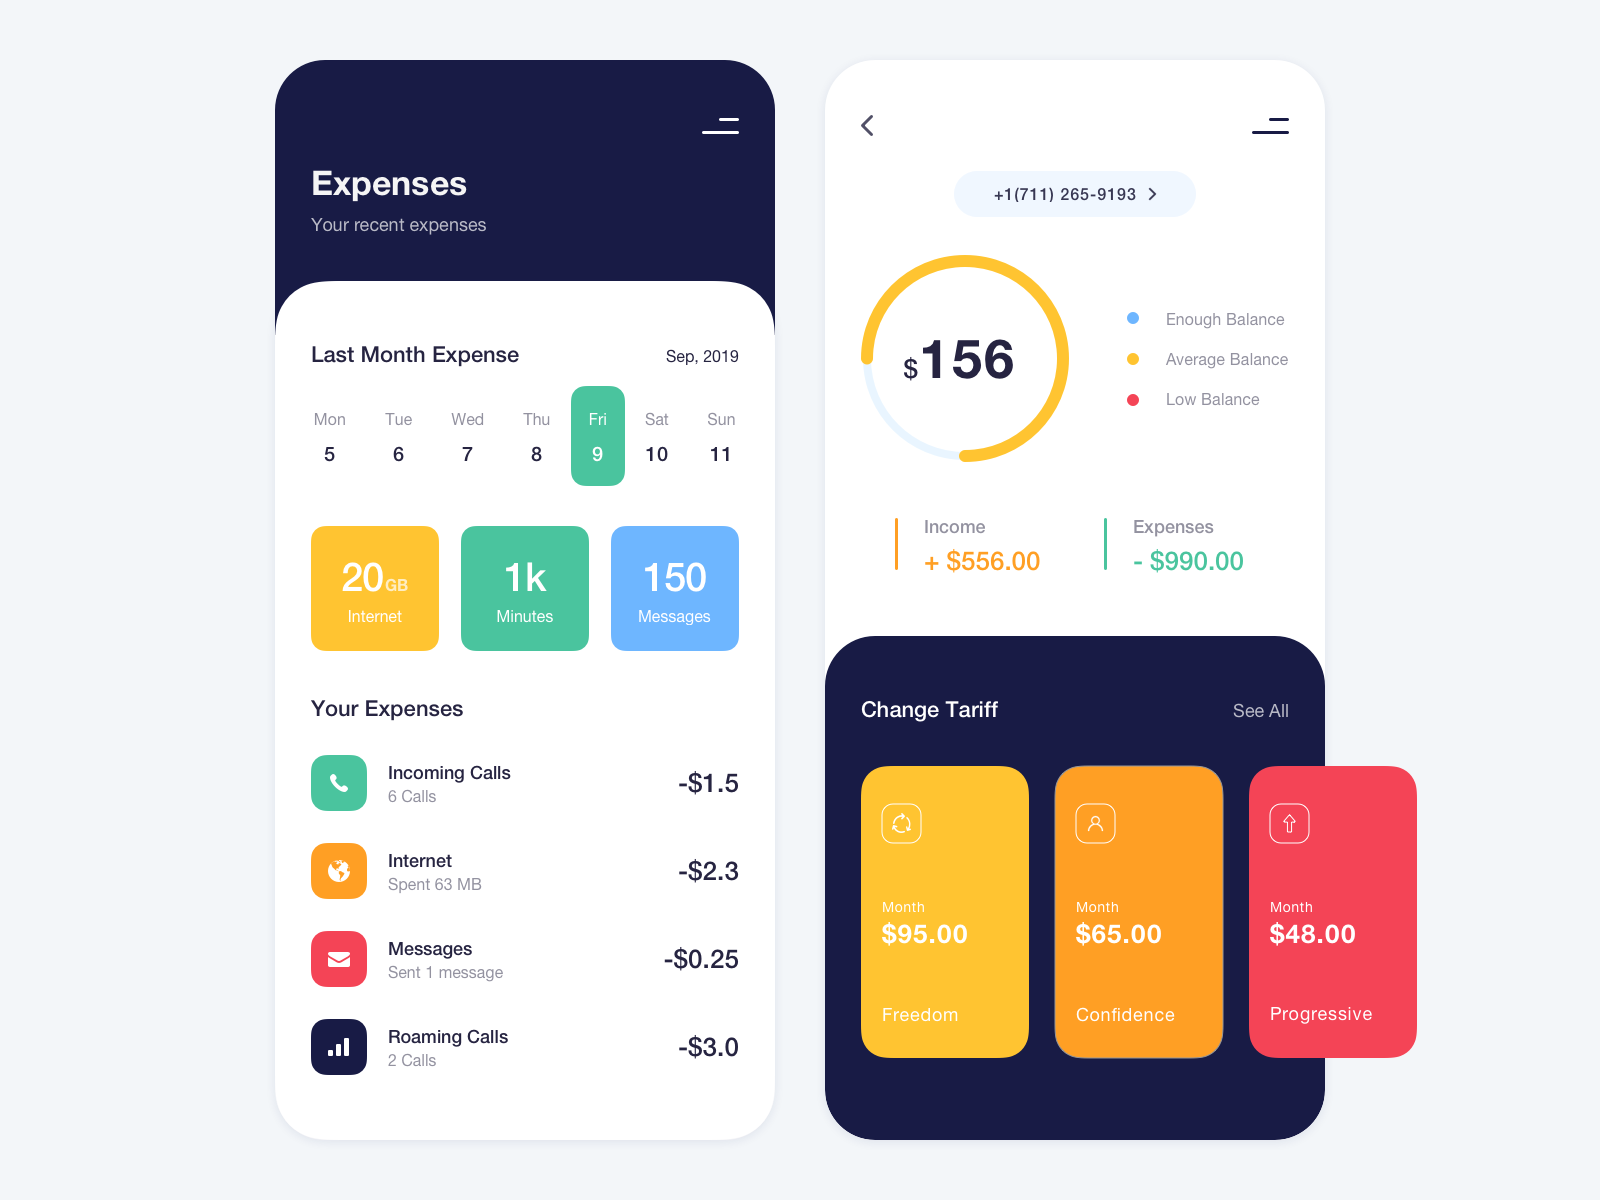 Expenses
Your recent expenses
Last Month Expense
Sep, 2019
Mon Tue Wed Thu Fri Sat Sun
5 6 7 8 9 10 11
20GB
Internet
1k
Minutes
150
Messages
Your Expenses
Incoming Calls
6 Calls
-$1.5
Internet
Spent 63 MB
-$2.3
Messages
Sent 1 message
-$0.25
Roaming Calls
2 Calls
-$3.0
+1(711) 265-9193
$156
Enough Balance
Average Balance
Low Balance
Income
+ $556.00
Expenses
- $990.00
Change Tariff
See All
Month
$95.00
Freedom
Month
$65.00
Confidence
Month
$48.00
Progressive